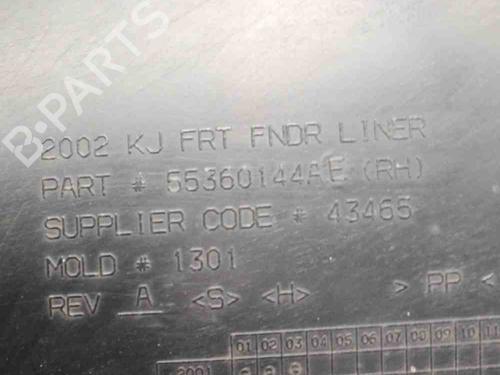 B-PARTS
2002 KJ FRT FNDR LINER
PART # 55360144AE (RH)
SUPPLIER CODE # 43465
MOLD # 1301
REV A <S> <H> > PP <
01 02 03 04 05 06 07 08 09 10 11
2001